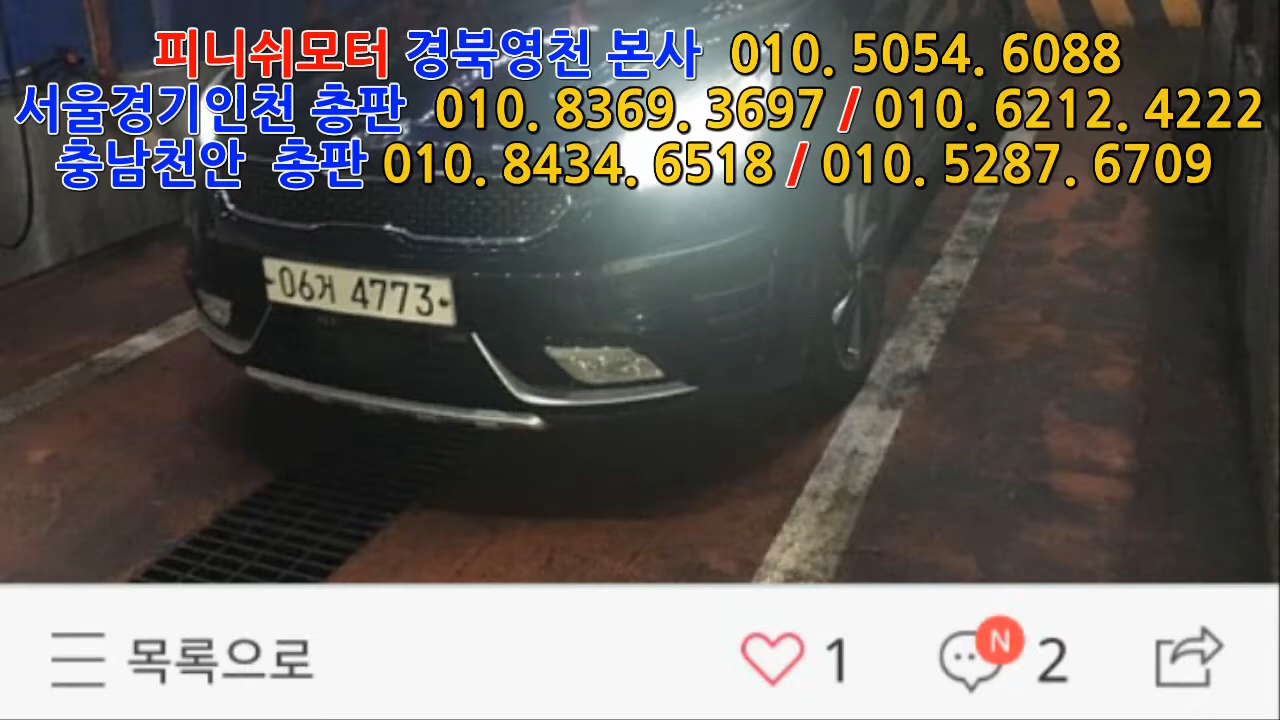 피니쉬모터 경북영천 본사 010. 5054. 6088
서울경기인천 총판 010. 8369. 3697 / 010. 6212. 4222
충남천안 총판 010. 8434. 6518 / 010. 5287. 6709
06거 4773
목록으로 1 N 2